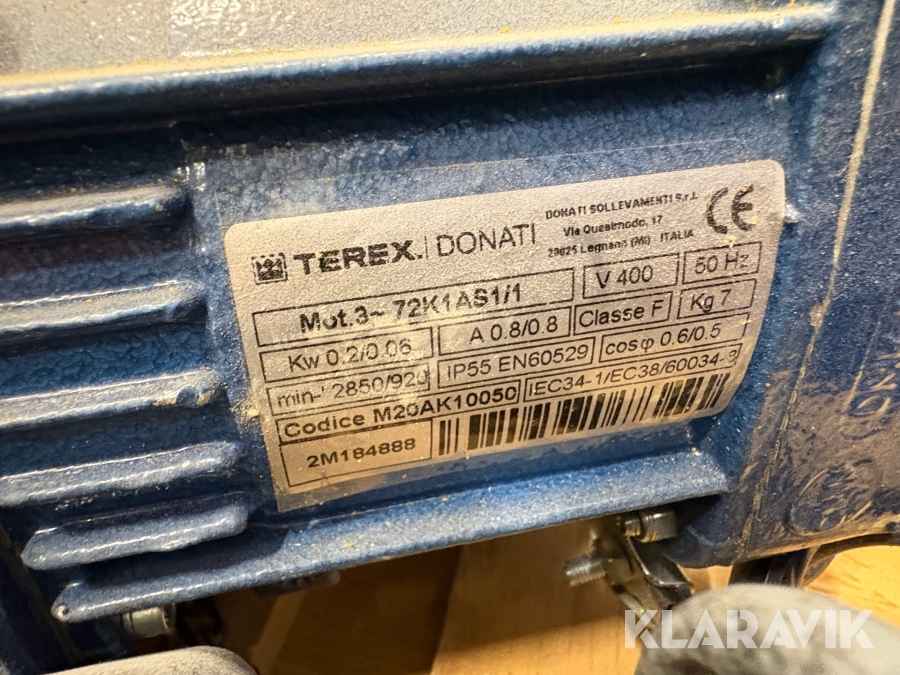 TEREX. | DONATI
DONATI SOLLEVAMENTI S.r.l.
Via Quasimodo, 17
20025 Legnano (MI) - ITALIA
CE
Mot.3~ 72K1AS1/1
V 400
50 Hz
Kw 0.2/0.06
A 0.8/0.8
Classe F
Kg 7
min-¹ 2850/920
IP55 EN60529
cosφ 0.6/0.5
Codice M20AK10050
IEC34-1/EC38/60034-3
2M184888
KLARAVIK